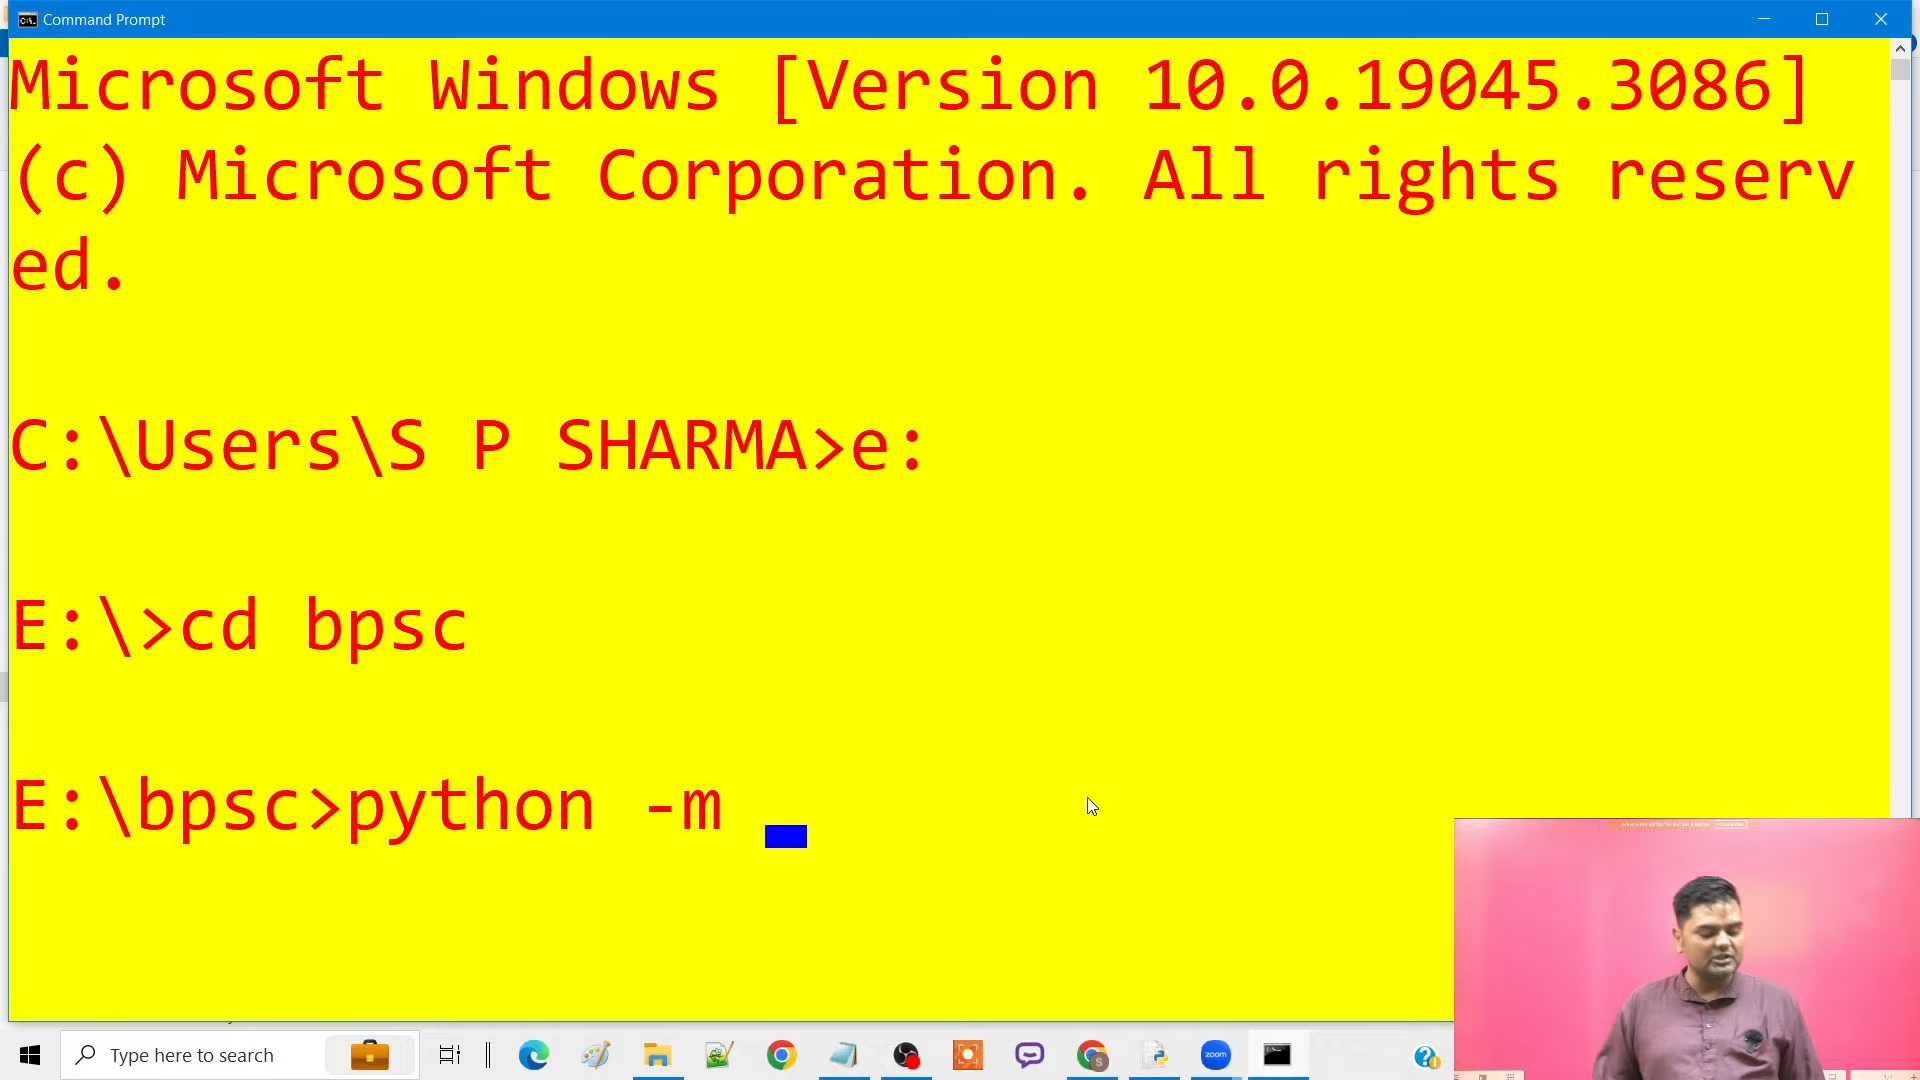 Command Prompt
Microsoft Windows [Version 10.0.19045.3086]
(c) Microsoft Corporation. All rights reserv
ed.
C:\Users\S P SHARMA>e:
E:\>cd bpsc
E:\bpsc>python -m
Type here to search
zoom